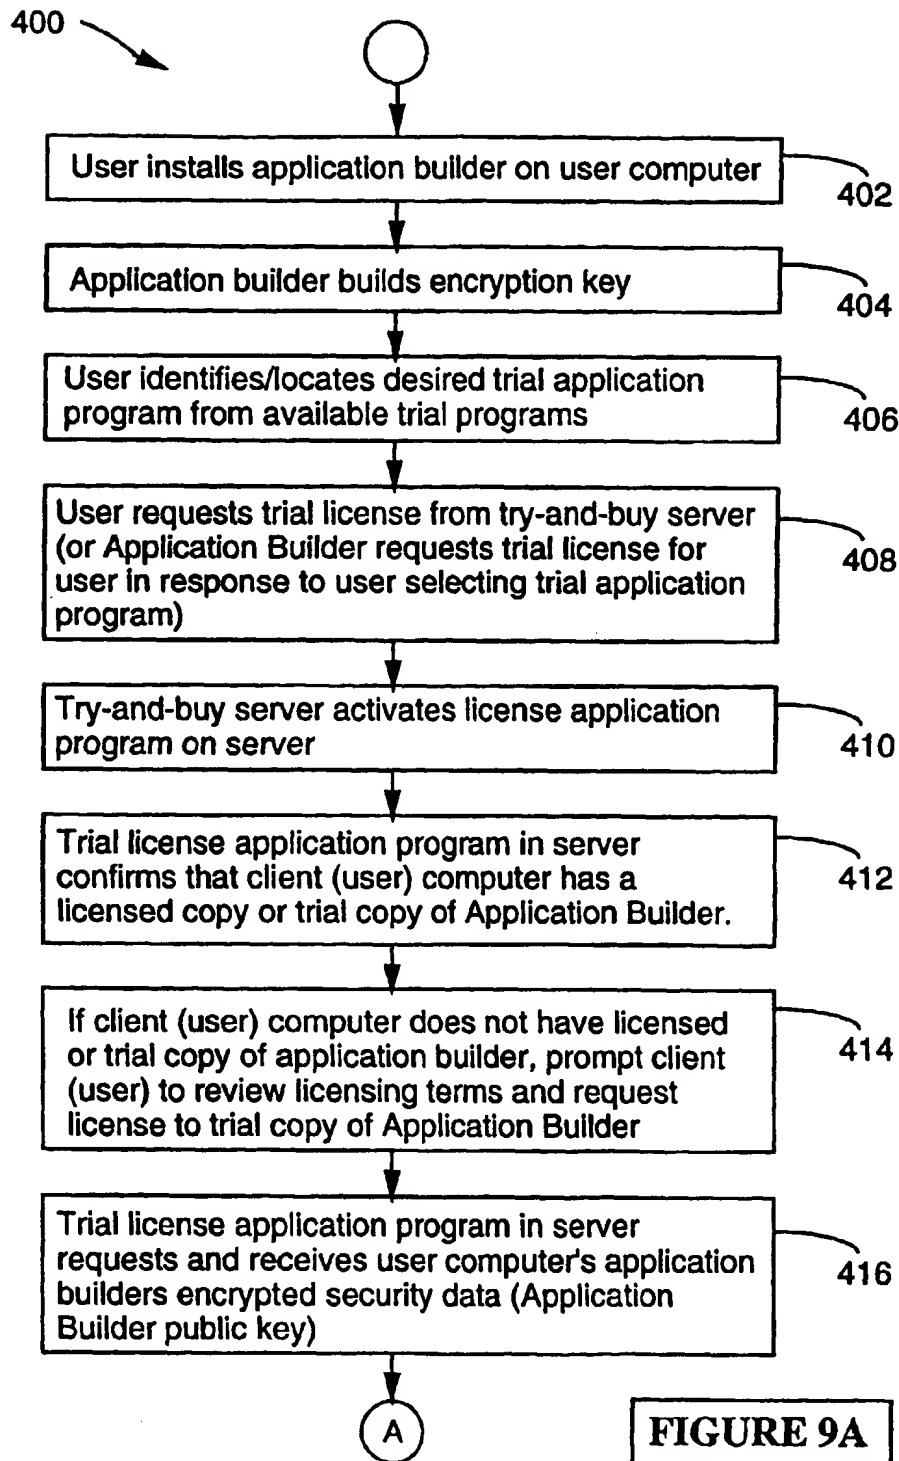 400
User installs application builder on user computer
402
Application builder builds encryption key
404
User identifies/locates desired trial application
program from available trial programs
406
User requests trial license from try-and-buy server
(or Application Builder requests trial license for
user in response to user selecting trial application
program)
408
Try-and-buy server activates license application
program on server
410
Trial license application program in server
confirms that client (user) computer has a
licensed copy or trial copy of Application Builder.
412
If client (user) computer does not have licensed
or trial copy of application builder, prompt client
(user) to review licensing terms and request
license to trial copy of Application Builder
414
Trial license application program in server
requests and receives user computer's application
builders encrypted security data (Application
Builder public key)
416
A
FIGURE 9A